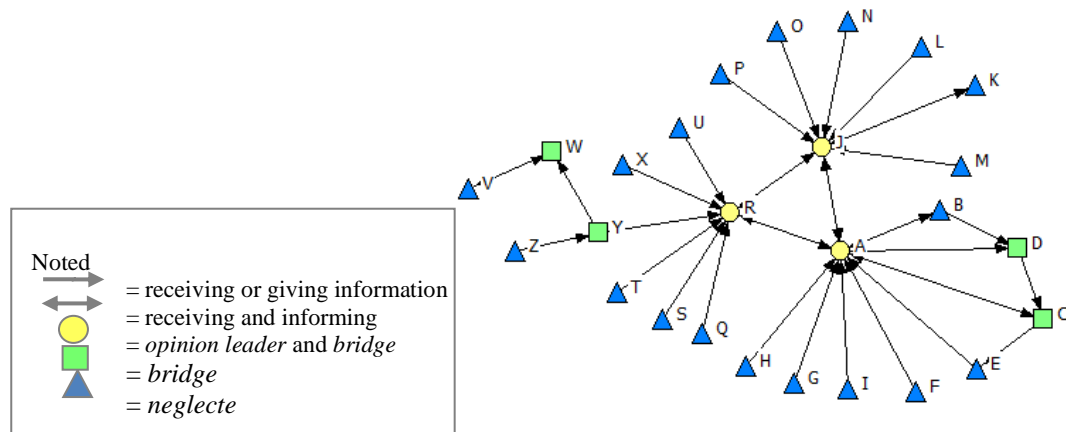 O
N
L
P
K
U
J
M
W
X
V
B
R
Y
A
D
Z
Noted
T
C
= receiving or giving information
S
Q
= receiving and informing
H
E
G
I
F
= opinion leader and bridge
= bridge
= neglecte